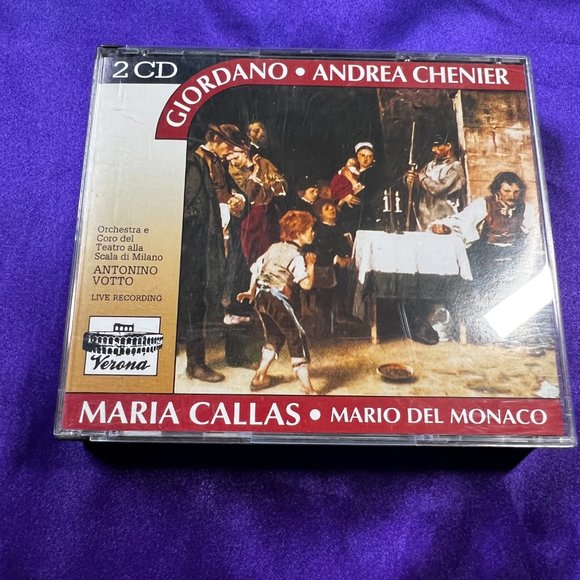 2 CD
GIORDANO • ANDREA CHENIER
Orchestra e
Coro del
Teatro alla
Scala di Milano
ANTONINO
VOTTO
LIVE RECORDING
Verona
MARIA CALLAS • MARIO DEL MONACO